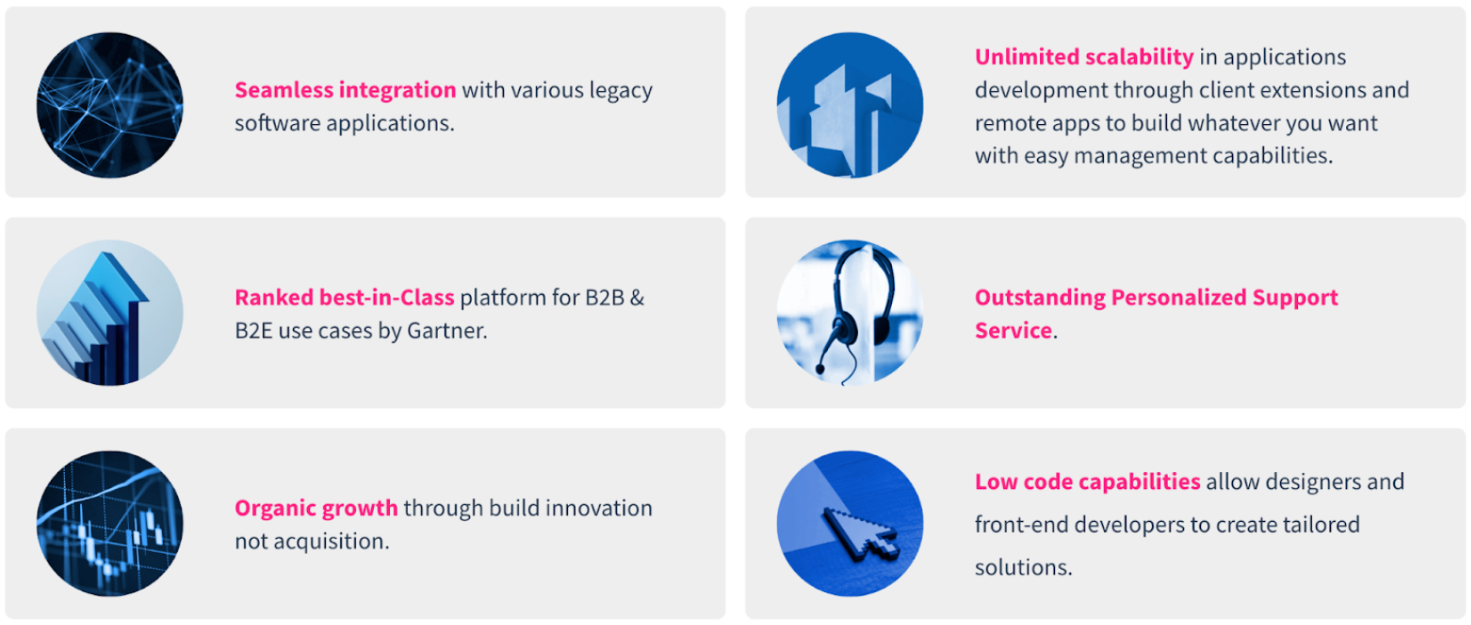 Seamless integration with various legacy
software applications.
Unlimited scalability in applications
development through client extensions and
remote apps to build whatever you want
with easy management capabilities.
Ranked best-in-Class platform for B2B &
B2E use cases by Gartner.
Outstanding Personalized Support
Service.
Organic growth through build innovation
not acquisition.
Low code capabilities allow designers and
front-end developers to create tailored
solutions.